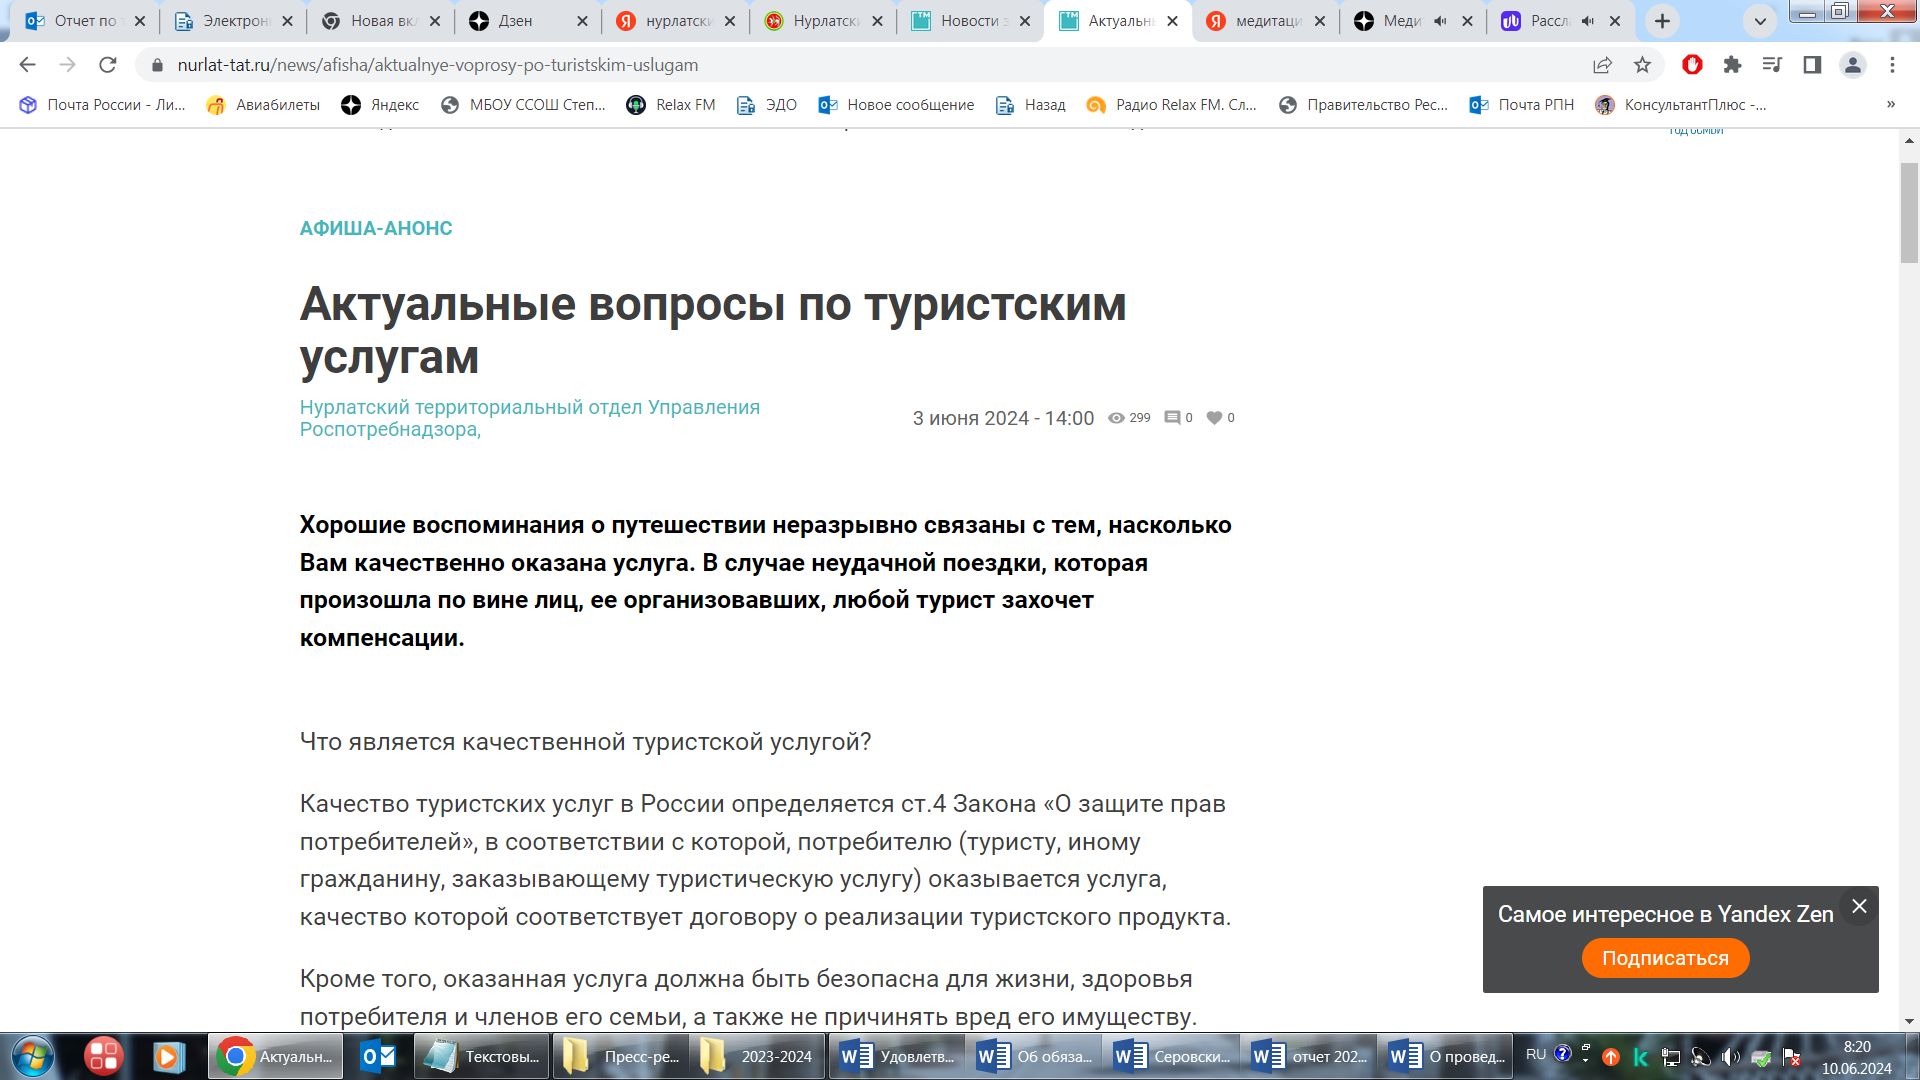 Отчет по т
Электрон
Новая вкл
Дзен
нурлатски
Нурлатски
Новости э
Актуальн
медитаци
Меди
Рассла
nurlat-tat.ru/news/afisha/aktualnye-voprosy-po-turistskim-uslugam
Почта России - Ли...
Авиабилеты
Яндекс
МБОУ ССОШ Степ...
Relax FM
ЭДО
Новое сообщение
Назад
Радио Relax FM. Сл...
Правительство Рес...
Почта РПН
КонсультантПлюс -...
»
АФИША-АНОНС
Актуальные вопросы по туристским
услугам
Нурлатский территориальный отдел Управления
Роспотребнадзора,
3 июня 2024 - 14:00 299 0 0
Хорошие воспоминания о путешествии неразрывно связаны с тем, насколько
Вам качественно оказана услуга. В случае неудачной поездки, которая
произошла по вине лиц, ее организовавших, любой турист захочет
компенсации.
Что является качественной туристской услугой?
Качество туристских услуг в России определяется ст.4 Закона «О защите прав
потребителей», в соответствии с которой, потребителю (туристу, иному
гражданину, заказывающему туристическую услугу) оказывается услуга,
качество которой соответствует договору о реализации туристского продукта.
Кроме того, оказанная услуга должна быть безопасна для жизни, здоровья
потребителя и членов его семьи, а также не причинять вред его имуществу.
Самое интересное в Yandex Zen
Подписаться
Актуальн...
Текстовы...
Пресс-ре...
2023-2024
Удовлетв...
Об обяза...
Серовски...
отчет 202...
О провед...
RU
8:20
10.06.2024